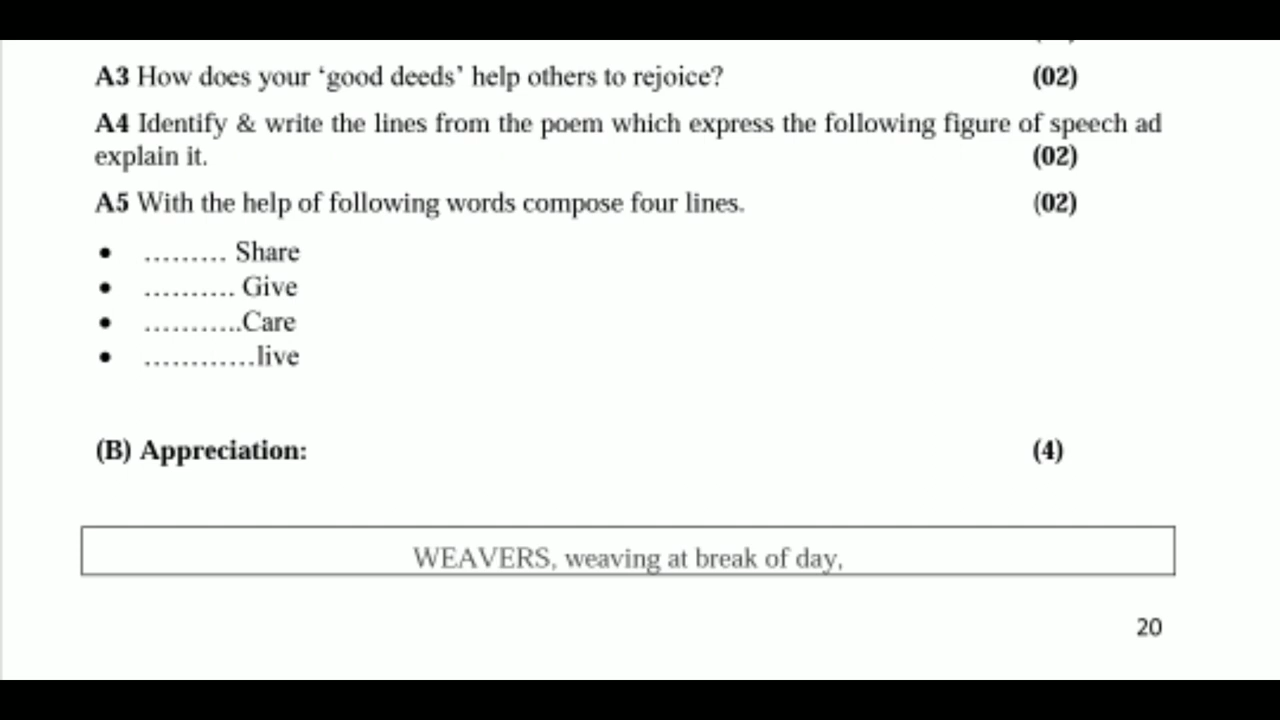 A3 How does your ‘good deeds’ help others to rejoice? (02)
A4 Identify & write the lines from the poem which express the following figure of speech ad
explain it. (02)
A5 With the help of following words compose four lines. (02)
• ……… Share
• ………. Give
• ………..Care
• ………….live
(B) Appreciation: (4)
WEAVERS, weaving at break of day,
20